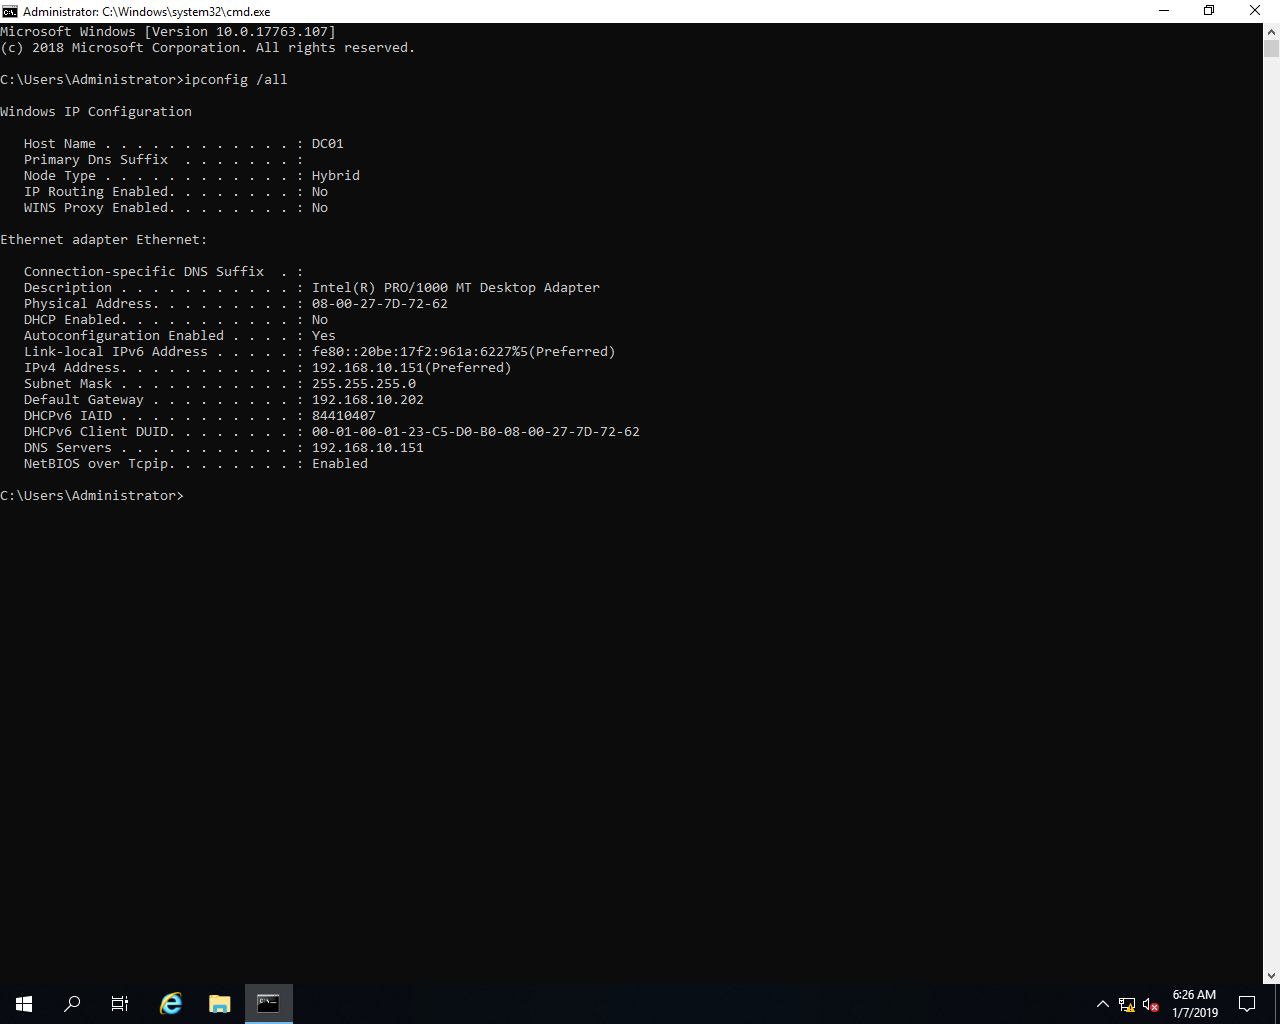 Administrator: C:\Windows\system32\cmd.exe
Microsoft Windows [Version 10.0.17763.107]
(c) 2018 Microsoft Corporation. All rights reserved.
C:\Users\Administrator>ipconfig /all
Windows IP Configuration
Host Name . . . . . . . . . . . . : DC01
Primary Dns Suffix  . . . . . . . :
Node Type . . . . . . . . . . . . : Hybrid
IP Routing Enabled. . . . . . . . : No
WINS Proxy Enabled. . . . . . . . : No
Ethernet adapter Ethernet:
Connection-specific DNS Suffix  . :
Description . . . . . . . . . . . : Intel(R) PRO/1000 MT Desktop Adapter
Physical Address. . . . . . . . . : 08-00-27-7D-72-62
DHCP Enabled. . . . . . . . . . . : No
Autoconfiguration Enabled . . . . : Yes
Link-local IPv6 Address . . . . . : fe80::20be:17f2:961a:6227%5(Preferred)
IPv4 Address. . . . . . . . . . . : 192.168.10.151(Preferred)
Subnet Mask . . . . . . . . . . . : 255.255.255.0
Default Gateway . . . . . . . . . : 192.168.10.202
DHCPv6 IAID . . . . . . . . . . . : 84410407
DHCPv6 Client DUID. . . . . . . . : 00-01-00-01-23-C5-D0-B0-08-00-27-7D-72-62
DNS Servers . . . . . . . . . . . : 192.168.10.151
NetBIOS over Tcpip. . . . . . . . : Enabled
C:\Users\Administrator>
6:26 AM
1/7/2019